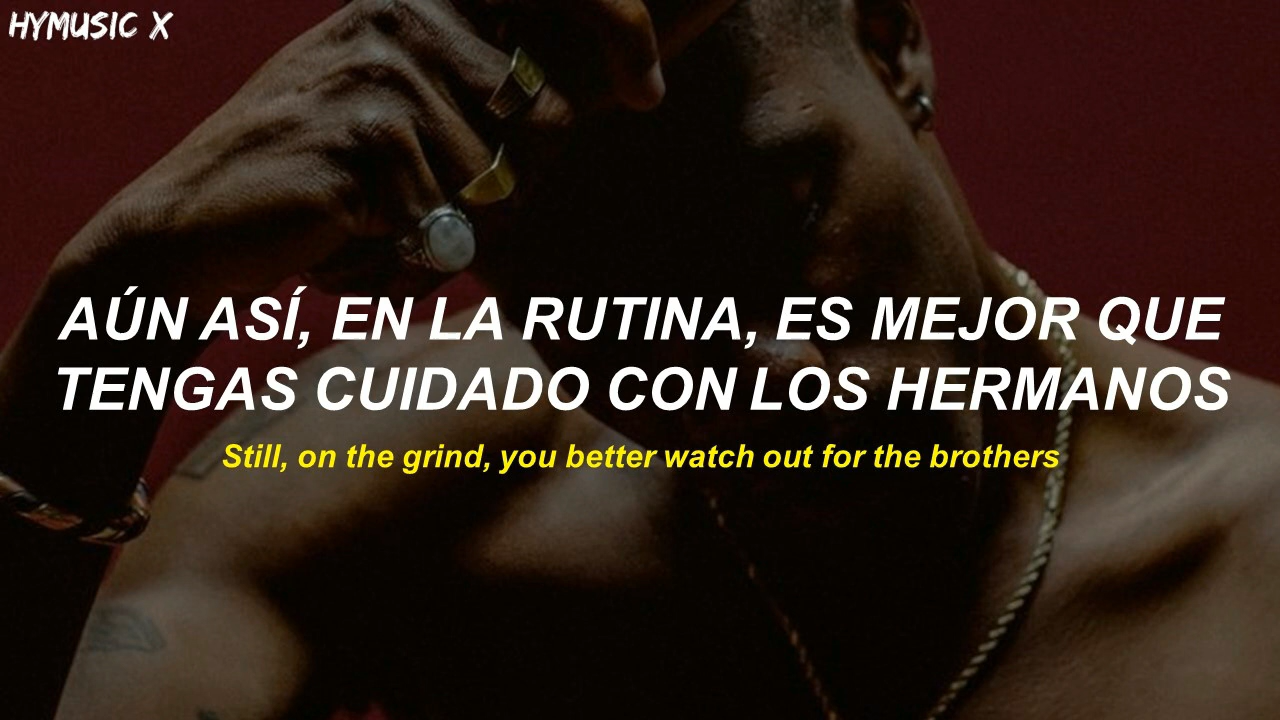 HYMUSIC X
AÚN ASÍ, EN LA RUTINA, ES MEJOR QUE
TENGAS CUIDADO CON LOS HERMANOS
Still, on the grind, you better watch out for the brothers